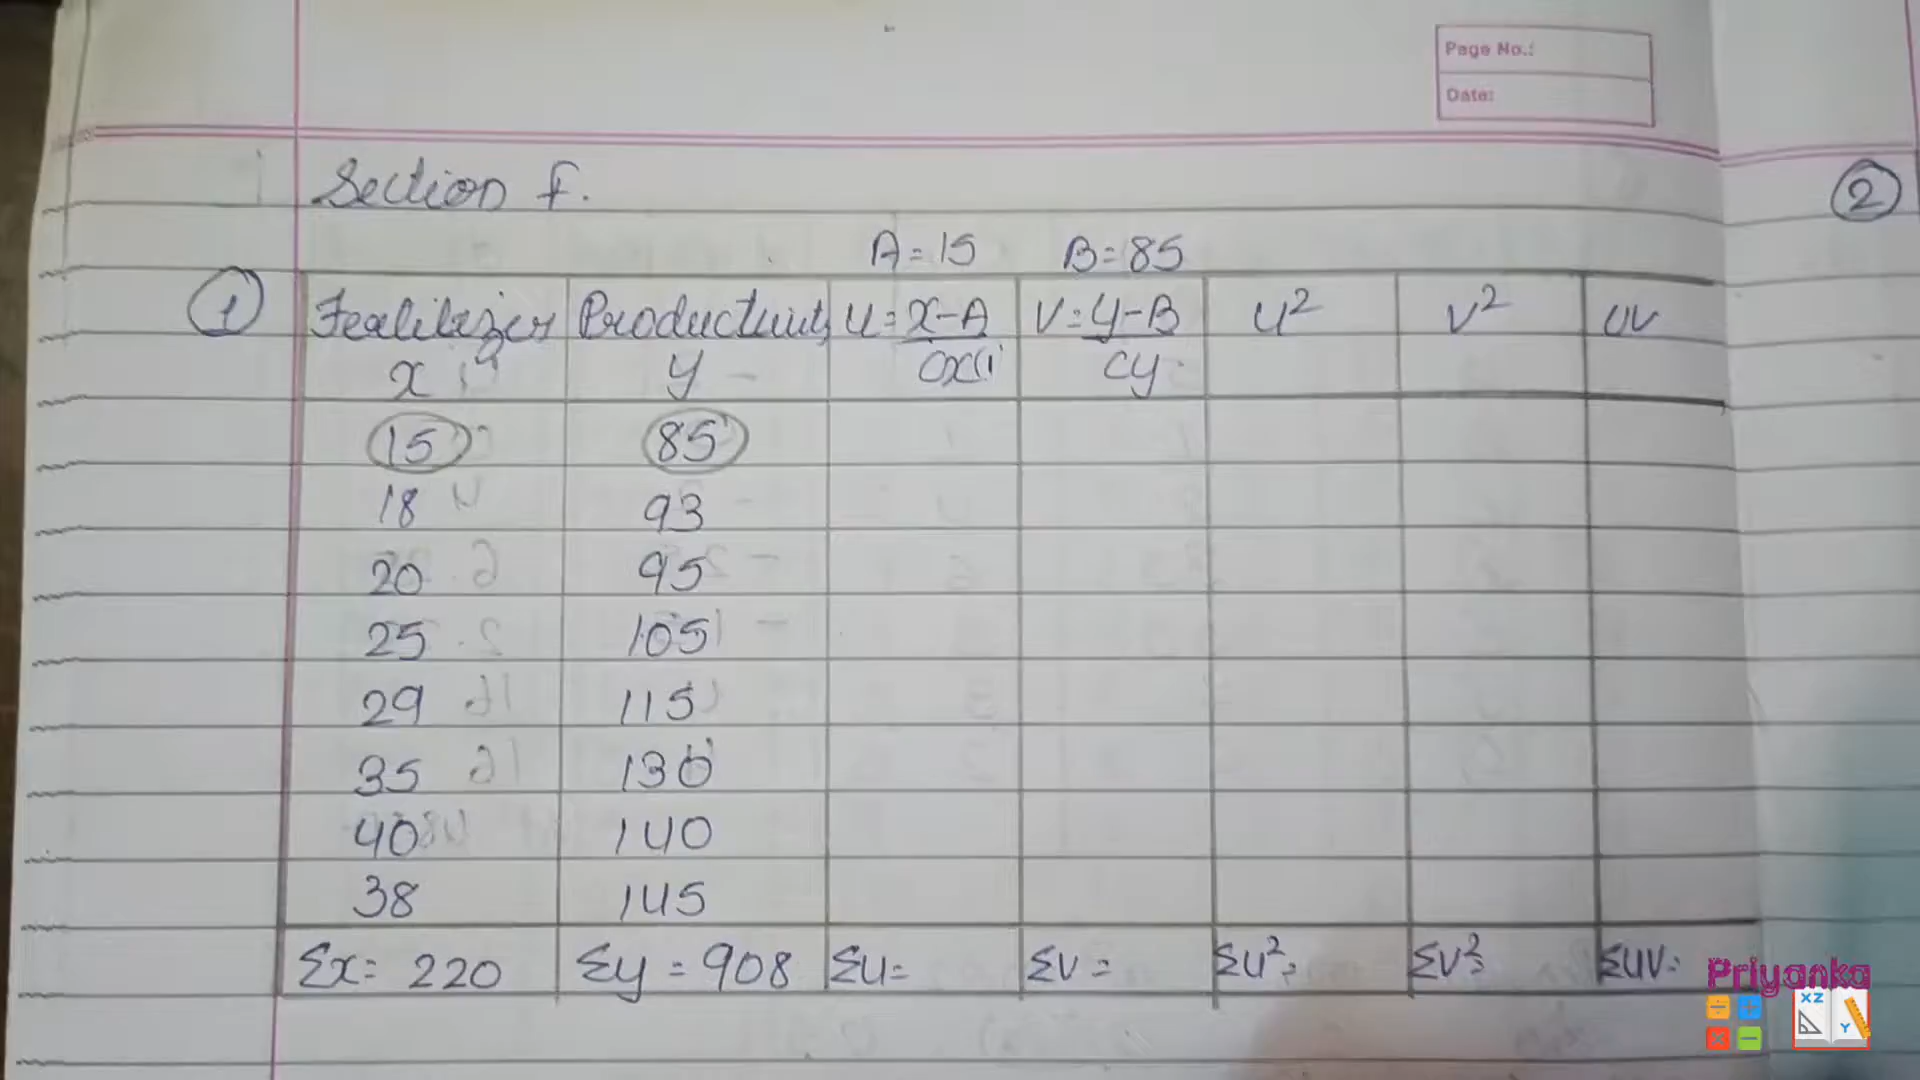 Page No.:
Date:
Section f.
2
A=15 B=85
1
Fertilizer Productivity u=x-A v=y-B u² v² uv
x y cx(1 cy
15 85
18 93
20 95
25 105
29 115
35 130
40 140
38 145
Σx= 220 Σy = 908 Σu= Σv = Σu²= Σv²= Σuv=
Priyanka
XZ
Y